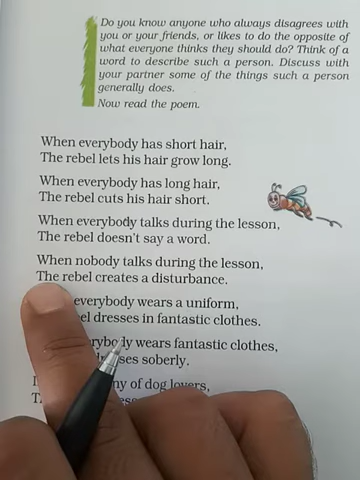 Do you know anyone who always disagrees with
you or your friends, or likes to do the opposite of
what everyone thinks they should do? Think of a
word to describe such a person. Discuss with
your partner some of the things such a person
generally does.
Now read the poem.
When everybody has short hair,
The rebel lets his hair grow long.
When everybody has long hair,
The rebel cuts his hair short.
When everybody talks during the lesson,
The rebel doesn't say a word.
When nobody talks during the lesson,
The rebel creates a disturbance.
everybody wears a uniform,
dresses in fantastic clothes.
wears fantastic clothes,
soberly.
of dog lovers,